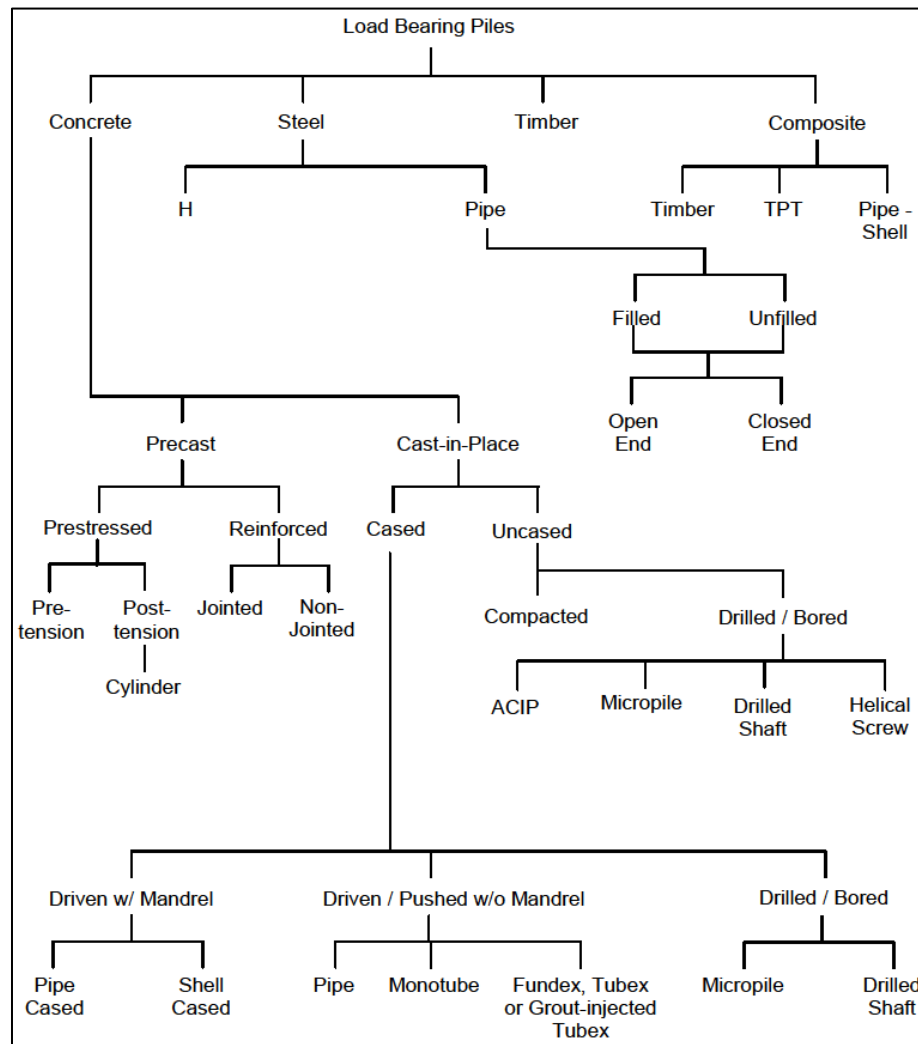 Load Bearing Piles
Concrete
Steel
Timber
Composite
H
Pipe
Timber
TPT
Pipe -
Shell
Filled
Unfilled
Open
End
Closed
End
Precast
Cast-in-Place
Prestressed
Reinforced
Cased
Uncased
Pre-
tension
Post-
tension
Jointed
Non-
Jointed
Compacted
Drilled / Bored
Cylinder
ACIP
Micropile
Drilled
Shaft
Helical
Screw
Driven w/ Mandrel
Driven / Pushed w/o Mandrel
Drilled / Bored
Pipe
Cased
Shell
Cased
Pipe
Monotube
Fundex, Tubex
or Grout-injected
Tubex
Micropile
Drilled
Shaft